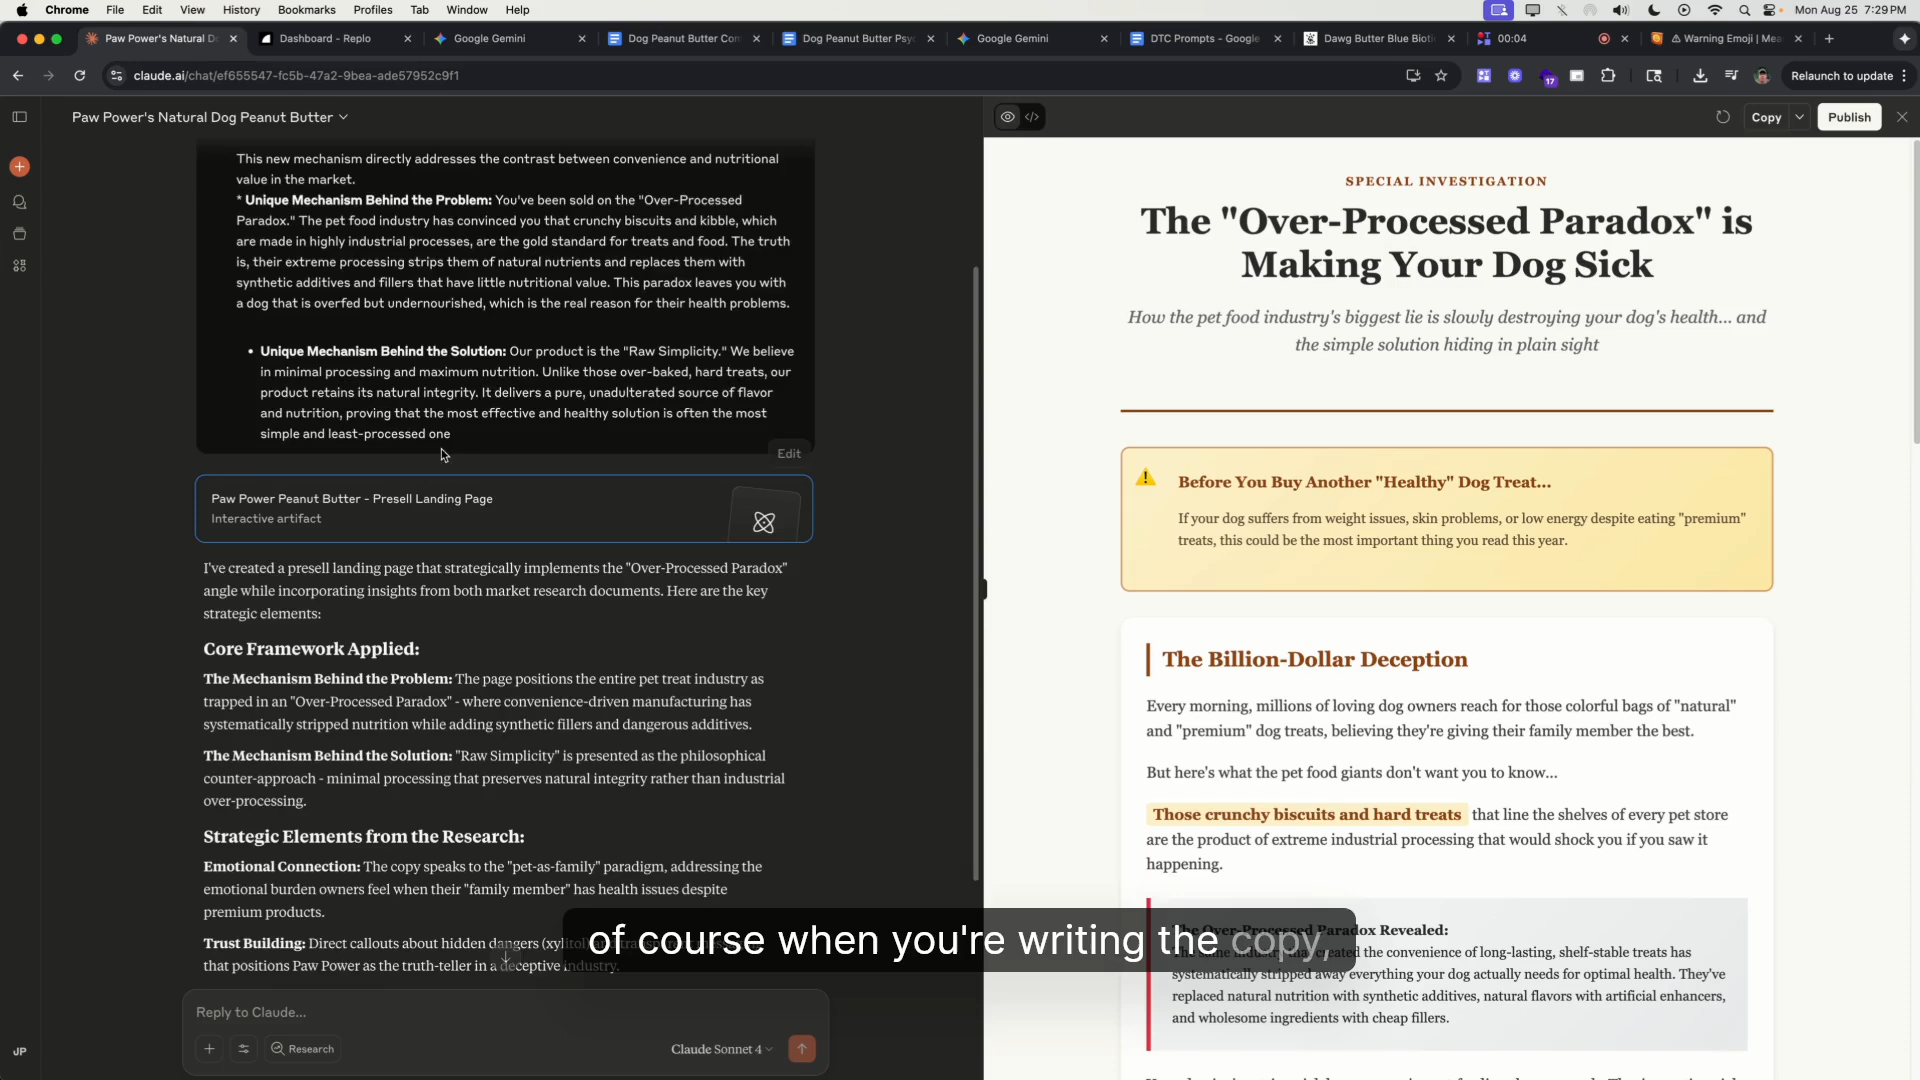 Chrome File Edit View History Bookmarks Profiles Tab Window Help
17
Mon Aug 25 7:29 PM
Paw Power's Natural D
Dashboard - Replo
Google Gemini
Dog Peanut Butter Com
Dog Peanut Butter Psy
Google Gemini
DTC Prompts - Google
Dawg Butter Blue Bioti
00:04
⚠ Warning Emoji | Mea
claude.ai/chat/ef655547-fc5b-47a2-9bea-ade57952c9f1
Relaunch to update
Paw Power's Natural Dog Peanut Butter
This new mechanism directly addresses the contrast between convenience and nutritional
value in the market.
* Unique Mechanism Behind the Problem: You've been sold on the "Over-Processed
Paradox." The pet food industry has convinced you that crunchy biscuits and kibble, which
are made in highly industrial processes, are the gold standard for treats and food. The truth
is, their extreme processing strips them of natural nutrients and replaces them with
synthetic additives and fillers that have little nutritional value. This paradox leaves you with
a dog that is overfed but undernourished, which is the real reason for their health problems.
• Unique Mechanism Behind the Solution: Our product is the "Raw Simplicity." We believe
in minimal processing and maximum nutrition. Unlike those over-baked, hard treats, our
product retains its natural integrity. It delivers a pure, unadulterated source of flavor
and nutrition, proving that the most effective and healthy solution is often the most
simple and least-processed one
Edit
Paw Power Peanut Butter - Presell Landing Page
Interactive artifact
I've created a presell landing page that strategically implements the "Over-Processed Paradox"
angle while incorporating insights from both market research documents. Here are the key
strategic elements:
Core Framework Applied:
The Mechanism Behind the Problem: The page positions the entire pet treat industry as
trapped in an "Over-Processed Paradox" - where convenience-driven manufacturing has
systematically stripped nutrition while adding synthetic fillers and dangerous additives.
The Mechanism Behind the Solution: "Raw Simplicity" is presented as the philosophical
counter-approach - minimal processing that preserves natural integrity rather than industrial
over-processing.
Strategic Elements from the Research:
Emotional Connection: The copy speaks to the "pet-as-family" paradigm, addressing the
emotional burden owners feel when their "family member" has health issues despite
premium products.
Trust Building: Direct callouts about hidden dangers (xylitol) and
that positions Paw Power as the truth-teller in a deceptive industry.
Reply to Claude...
Research
Claude Sonnet 4
JP
Copy
Publish
SPECIAL INVESTIGATION
The "Over-Processed Paradox" is
Making Your Dog Sick
How the pet food industry's biggest lie is slowly destroying your dog's health... and
the simple solution hiding in plain sight
Before You Buy Another "Healthy" Dog Treat...
If your dog suffers from weight issues, skin problems, or low energy despite eating "premium"
treats, this could be the most important thing you read this year.
The Billion-Dollar Deception
Every morning, millions of loving dog owners reach for those colorful bags of "natural"
and "premium" dog treats, believing they're giving their family member the best.
But here's what the pet food giants don't want you to know...
Those crunchy biscuits and hard treats that line the shelves of every pet store
are the product of extreme industrial processing that would shock you if you saw it
happening.
The Over-Processed Paradox Revealed:
The same industry that created the convenience of long-lasting, shelf-stable treats has
systematically stripped away everything your dog actually needs for optimal health. They've
replaced natural nutrition with synthetic additives, natural flavors with artificial enhancers,
and wholesome ingredients with cheap fillers.
of course when you're writing the copy,